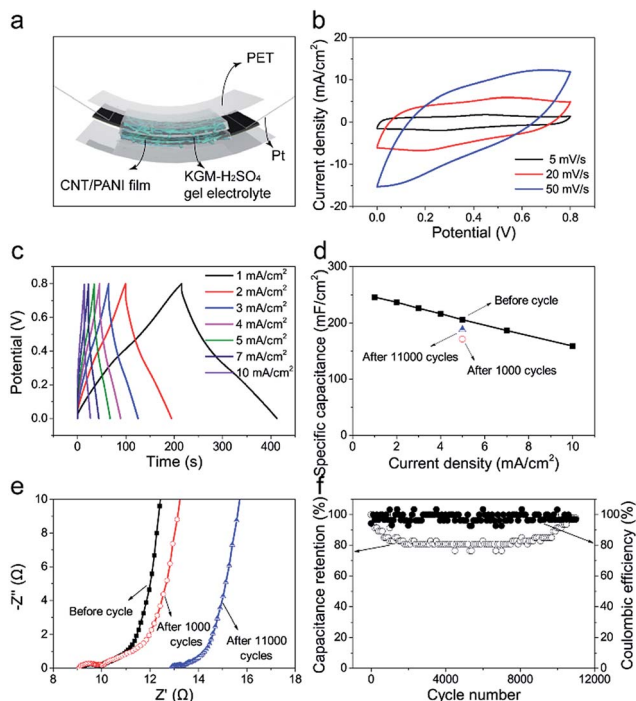 a
PET
Pt
CNT/PANI film
KGM-H₂SO₄
gel electrolyte
b
Current density (mA/cm²)
20
10
0
-10
-20
5 mV/s
20 mV/s
50 mV/s
0.0 0.2 0.4 0.6 0.8
Potential (V)
c
Potential (V)
0.8
0.6
0.4
0.2
0.0
1 mA/cm²
2 mA/cm²
3 mA/cm²
4 mA/cm²
5 mA/cm²
7 mA/cm²
10 mA/cm²
0 100 200 300 400
Time (s)
d
Specific capacitance (mF/cm²)
300
200
100
0
Before cycle
After 11000
cycles
After 1000 cycles
0 2 4 6 8 10
Current density (mA/cm²)
e
-Z'' (Ω)
10
8
6
4
2
0
Before cycle
After 1000
cycles
After 11000
cycles
8 10 12 14 16 18
Z' (Ω)
f
Capacitance retention (%)
100
80
60
40
20
0
Coulombic efficiency (%)
100
80
60
40
20
0
0 3000 6000 9000 12000
Cycle number